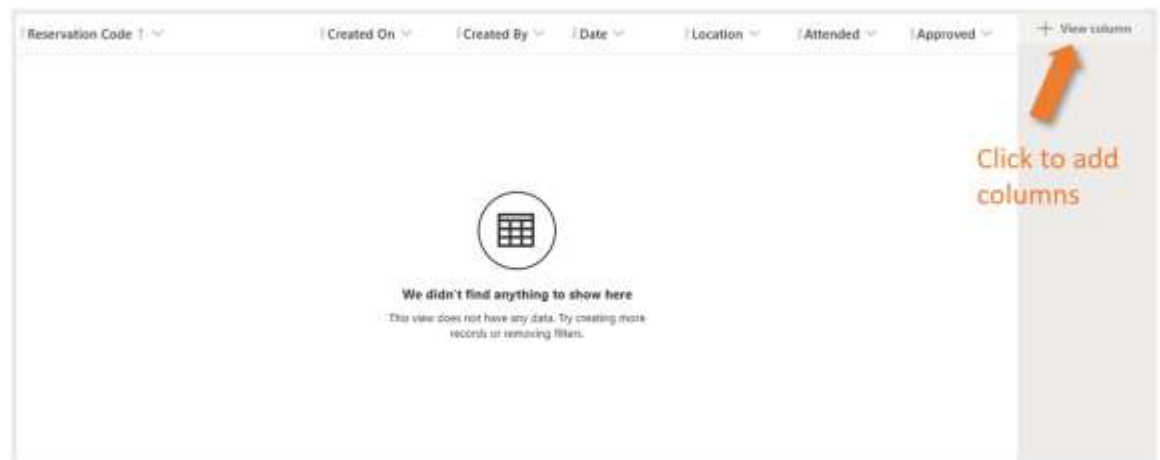 Reservation Code ↑
Created On
Created By
Date
Location
Attended
Approved
+ View column
Click to add
columns
We didn't find anything to show here
This view does not have any data. Try creating more
records or removing filters.